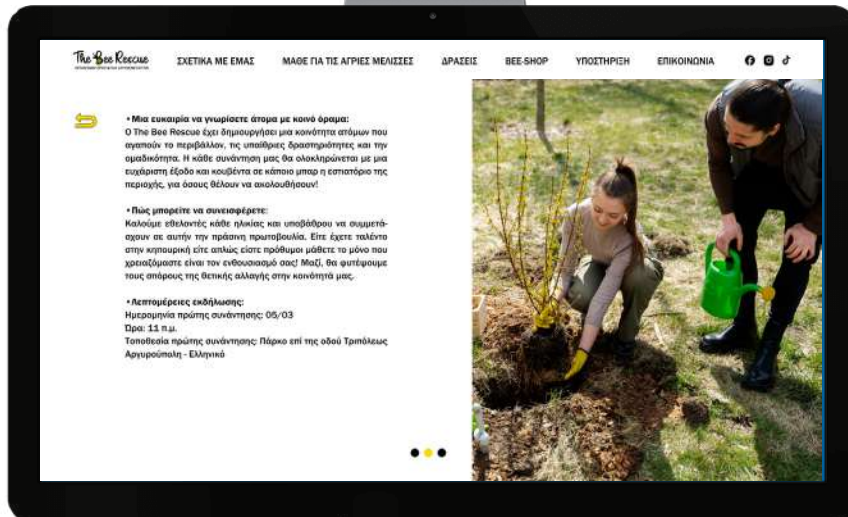 The Bee Rescue
ΣΧΕΤΙΚΑ ΜΕ ΕΜΑΣ
ΜΑΘΕ ΓΙΑ ΤΙΣ ΑΓΡΙΕΣ ΜΕΛΙΣΣΕΣ
ΔΡΑΣΕΙΣ
BEE-SHOP
ΥΠΟΣΤΗΡΙΞΗ
ΕΠΙΚΟΙΝΩΝΙΑ
• Μια ευκαιρία να γνωρίσετε άτομα με κοινό όραμα:
Ο The Bee Rescue έχει δημιουργήσει μια κοινότητα ατόμων που
αγαπούν το περιβάλλον, τις υπαίθριες δραστηριότητες και την
ομαδικότητα. Η κάθε συνάντηση μας θα ολοκληρώνεται με μια
ευχάριστη έξοδο και κουβέντα σε κάποιο μπαρ η εστιατόριο της
περιοχής, για όσους θέλουν να ακολουθήσουν!
• Πώς μπορείτε να συνεισφέρετε:
Καλούμε εθελοντές κάθε ηλικίας και υποβάθρου να συμμετά-
σχουν σε αυτήν την πράσινη πρωτοβουλία. Είτε έχετε ταλέντο
στην κηπουρική είτε απλώς είστε πρόθυμοι μάθετε το μόνο που
χρειαζόμαστε είναι τον ενθουσιασμό σας! Μαζί, θα φυτέψουμε
τους σπόρους της θετικής αλλαγής στην κοινότητά μας.
• Λεπτομέρειες εκδήλωσης:
Ημερομηνία πρώτης συνάντησης: 05/03
Ώρα: 11 π.μ.
Τοποθεσία πρώτης συνάντησης: Πάρκο επί της οδού Τριπόλεως
Αργυρούπολη - Ελληνικό